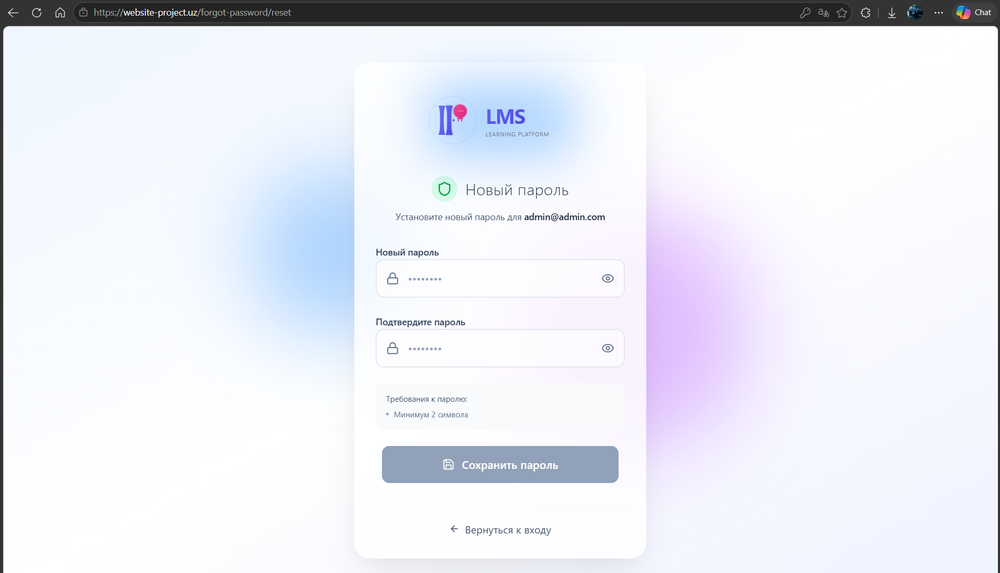 https://website-project.uz/forgot-password/reset
Chat
LMS
LEARNING PLATFORM
Новый пароль
Установите новый пароль для admin@admin.com
Новый пароль
••••••••
Подтвердите пароль
••••••••
Требования к паролю:
• Минимум 2 символа
Сохранить пароль
← Вернуться к входу